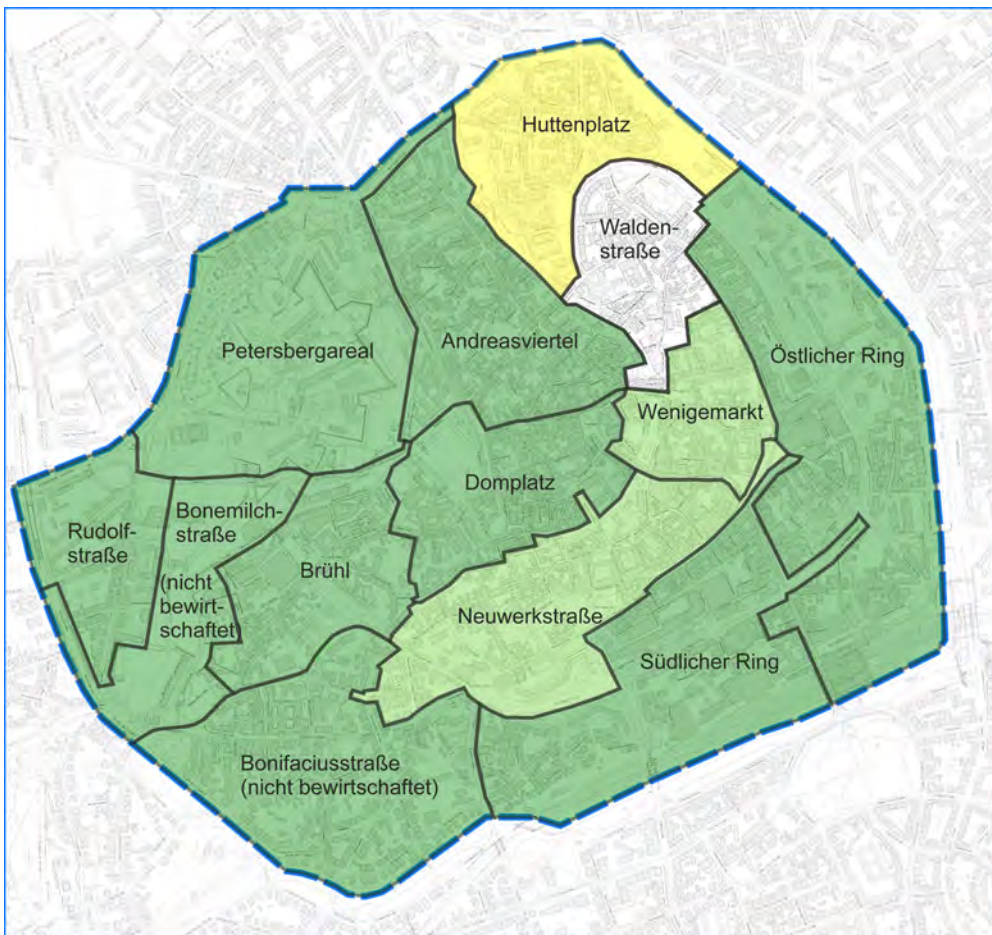 Huttenplatz
Walden-
straße
Petersbergareal
Andreasviertel
Östlicher Ring
Wenigemarkt
Domplatz
Rudolf-
straße
Bonemilch-
straße
(nicht
bewirt-
schaftet)
Brühl
Neuwerkstraße
Südlicher Ring
Bonifaciusstraße
(nicht bewirtschaftet)